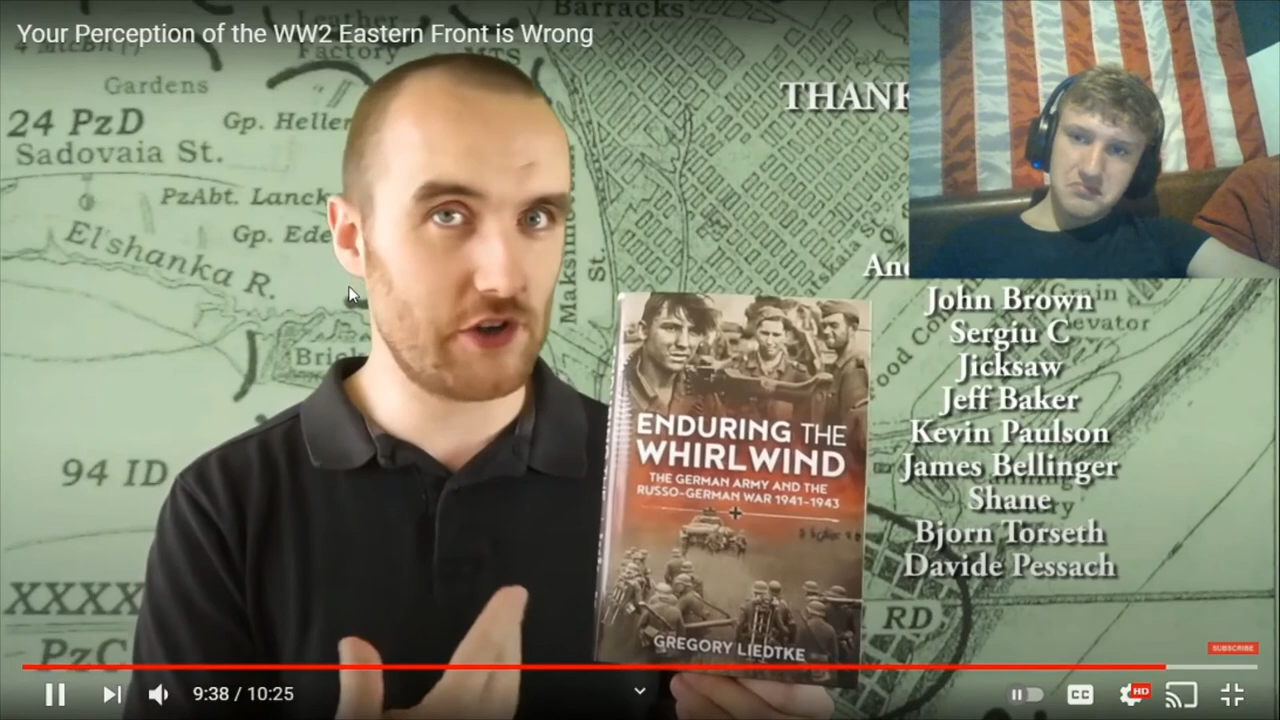 Your Perception of the WW2 Eastern Front is Wrong
Barracks
Leather
Factory
MTS
Gardens
24 PzD
Gp. Heller
Sadovaia St.
PzAbt. Lanck
El'shanka R.
Gp. Ede
St.
94 ID
XXXX
PzC
THANK
And
Grain
John Brown
Sergiu C
Jicksaw
Jeff Baker
Kevin Paulson
James Bellinger
Shane
Bjorn Torseth
Davide Pessach
RD
ENDURING THE
WHIRLWIND
THE GERMAN ARMY AND THE
RUSSO-GERMAN WAR 1941-1943
GREGORY LIEDTKE
SUBSCRIBE
9:38 / 10:25
CC
HD